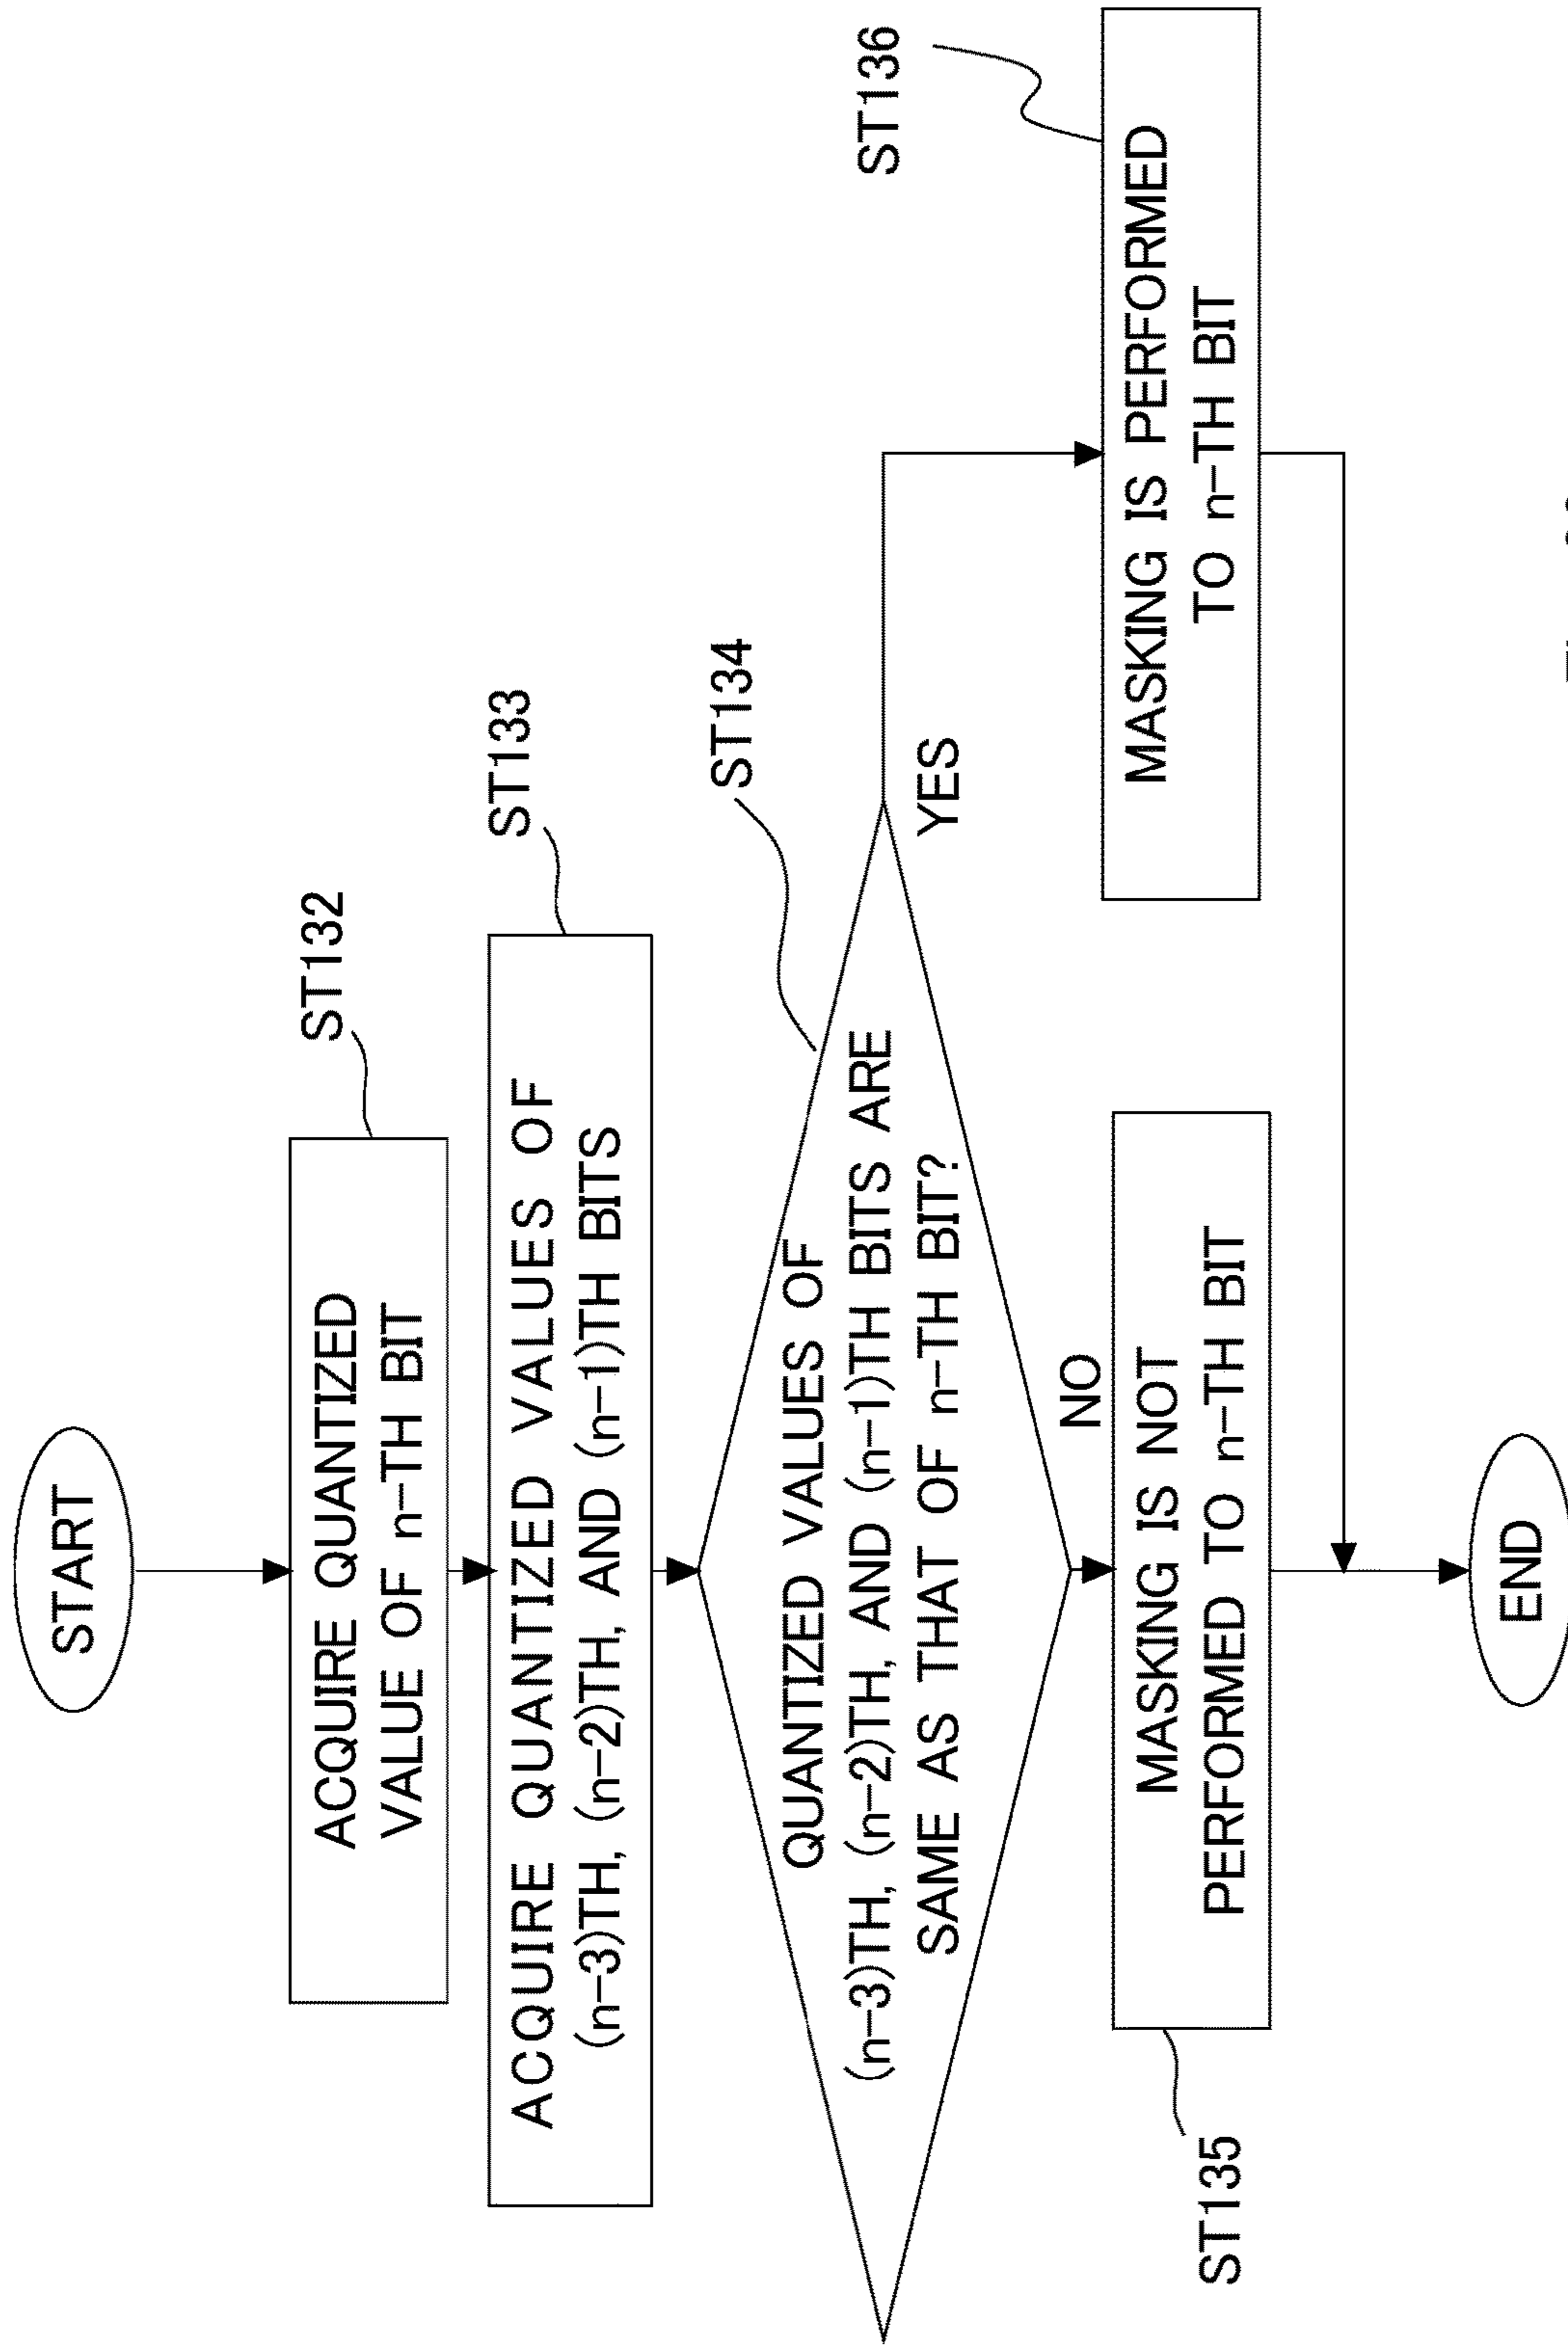 START
ST132
ACQUIRE QUANTIZED
VALUE OF n-TH BIT
ST133
ACQUIRE QUANTIZED VALUES OF
(n-3)TH, (n-2)TH, AND (n-1)TH BITS
ST134
QUANTIZED VALUES OF
(n-3)TH, (n-2)TH, AND (n-1)TH BITS ARE
SAME AS THAT OF n-TH BIT?
YES
NO
ST136
MASKING IS PERFORMED
TO n-TH BIT
ST135
MASKING IS NOT
PERFORMED TO n-TH BIT
END